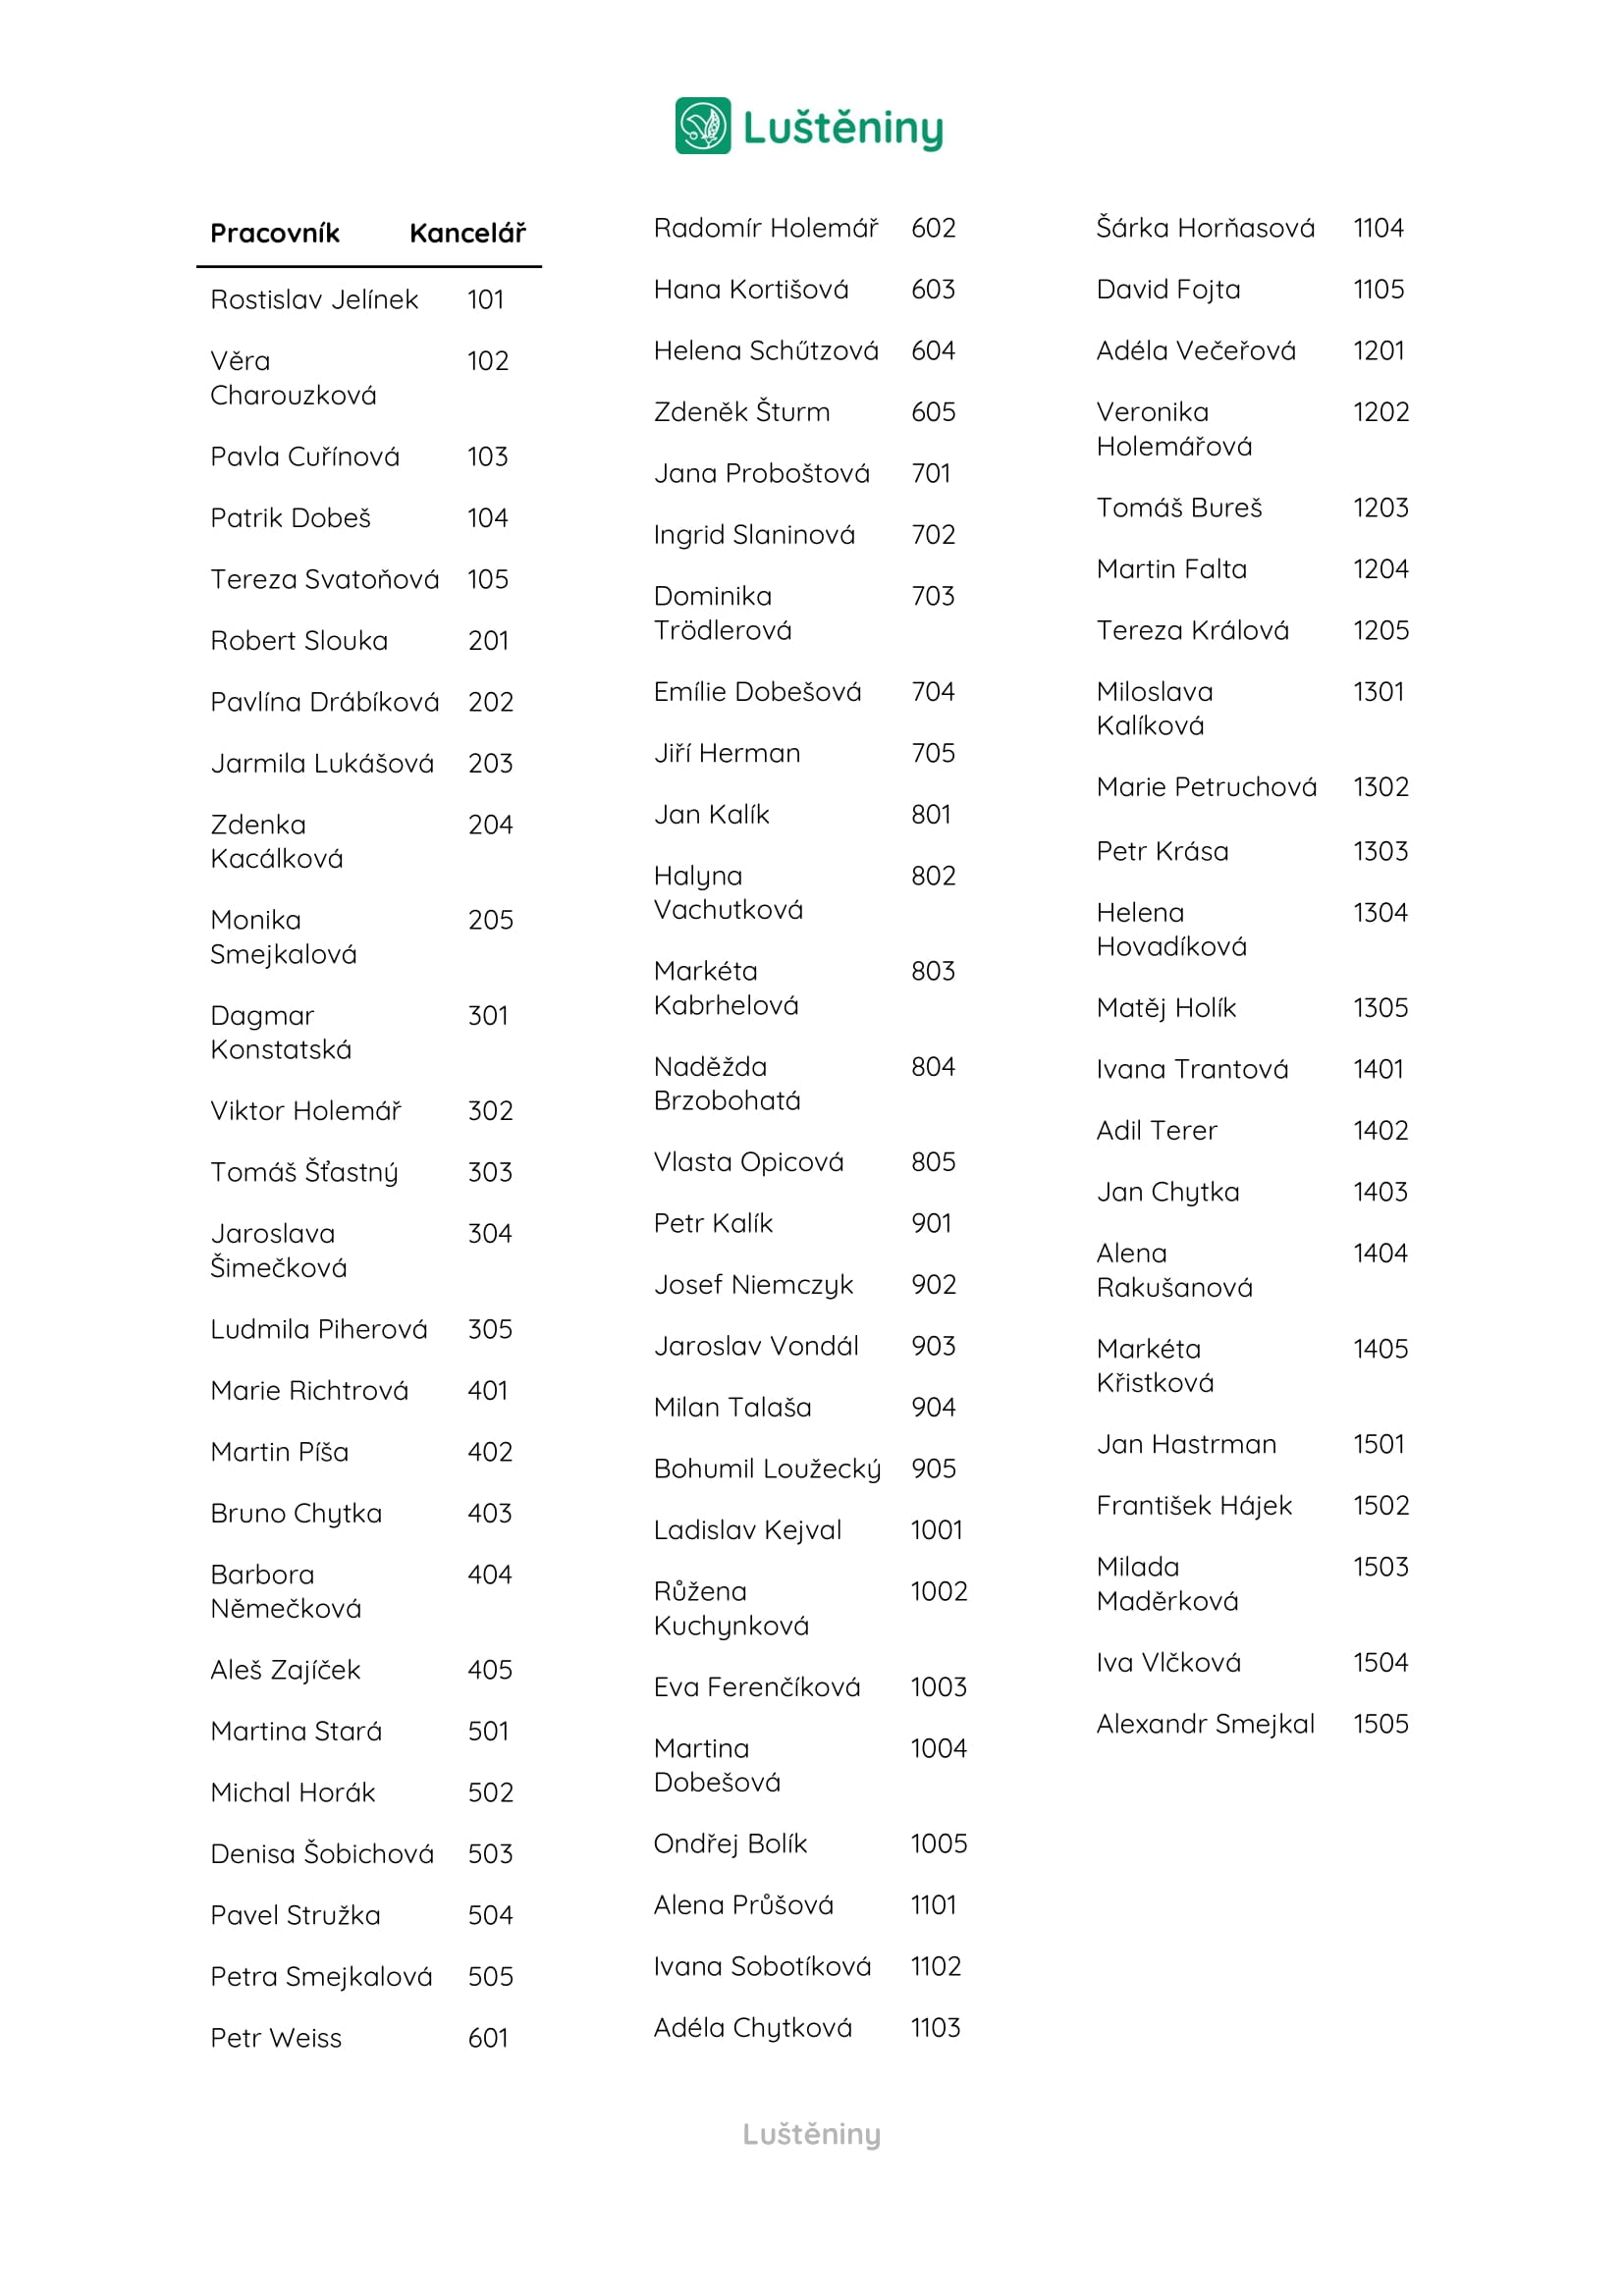 Luštěniny
Pracovník Kancelář
Rostislav Jelínek 101
Věra 102
Charouzková
Pavla Cuřínová 103
Patrik Dobeš 104
Tereza Svatoňová 105
Robert Slouka 201
Pavlína Drábíková 202
Jarmila Lukášová 203
Zdenka 204
Kacálková
Monika 205
Smejkalová
Dagmar 301
Konstatská
Viktor Holemář 302
Tomáš Šťastný 303
Jaroslava 304
Šimečková
Ludmila Piherová 305
Marie Richtrová 401
Martin Píša 402
Bruno Chytka 403
Barbora 404
Němečková
Aleš Zajíček 405
Martina Stará 501
Michal Horák 502
Denisa Šobichová 503
Pavel Stružka 504
Petra Smejkalová 505
Petr Weiss 601
Radomír Holemář 602
Hana Kortišová 603
Helena Schűtzová 604
Zdeněk Šturm 605
Jana Proboštová 701
Ingrid Slaninová 702
Dominika 703
Trödlerová
Emílie Dobešová 704
Jiří Herman 705
Jan Kalík 801
Halyna 802
Vachutková
Markéta 803
Kabrhelová
Naděžda 804
Brzobohatá
Vlasta Opicová 805
Petr Kalík 901
Josef Niemczyk 902
Jaroslav Vondál 903
Milan Talaša 904
Bohumil Loužecký 905
Ladislav Kejval 1001
Růžena 1002
Kuchynková
Eva Ferenčíková 1003
Martina 1004
Dobešová
Ondřej Bolík 1005
Alena Průšová 1101
Ivana Sobotíková 1102
Adéla Chytková 1103
Šárka Horňasová 1104
David Fojta 1105
Adéla Večeřová 1201
Veronika 1202
Holemářová
Tomáš Bureš 1203
Martin Falta 1204
Tereza Králová 1205
Miloslava 1301
Kalíková
Marie Petruchová 1302
Petr Krása 1303
Helena 1304
Hovadíková
Matěj Holík 1305
Ivana Trantová 1401
Adil Terer 1402
Jan Chytka 1403
Alena 1404
Rakušanová
Markéta 1405
Křistková
Jan Hastrman 1501
František Hájek 1502
Milada 1503
Maděrková
Iva Vlčková 1504
Alexandr Smejkal 1505
Luštěniny